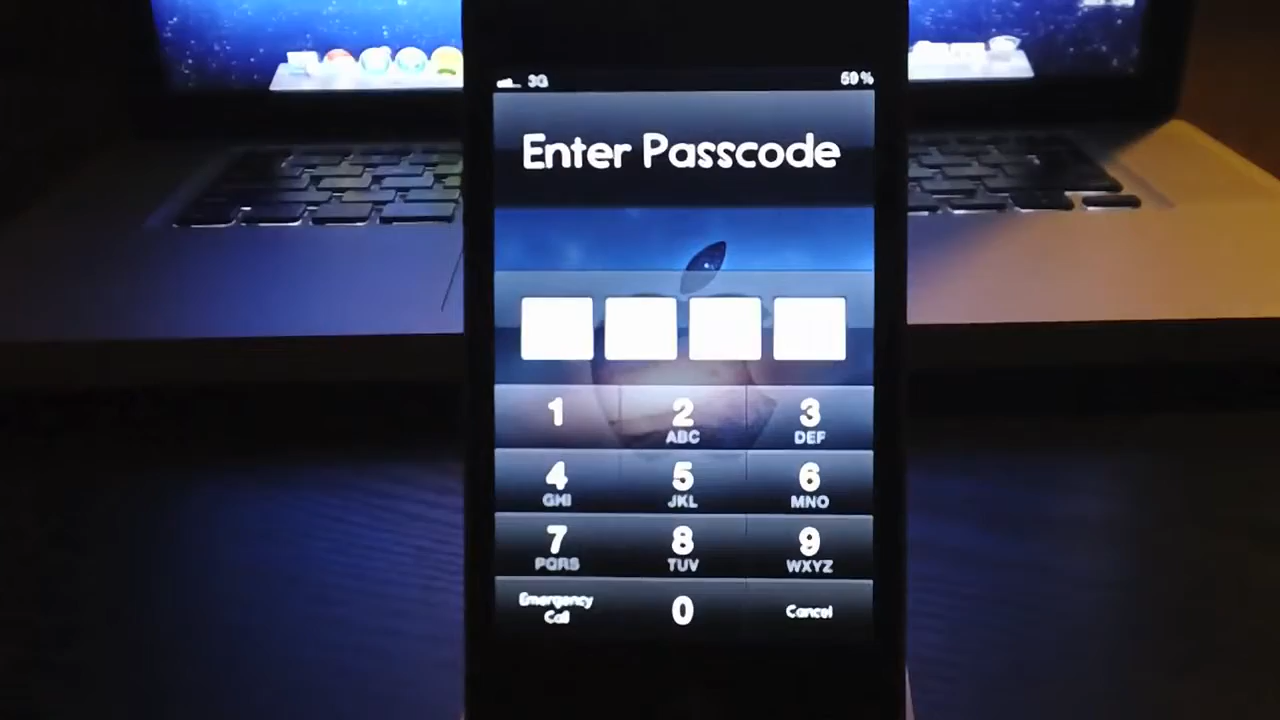 3G 59%
Enter Passcode
1 2 3
ABC DEF
4 5 6
GHI JKL MNO
7 8 9
PQRS TUV WXYZ
Emergency 0 Cancel
Call